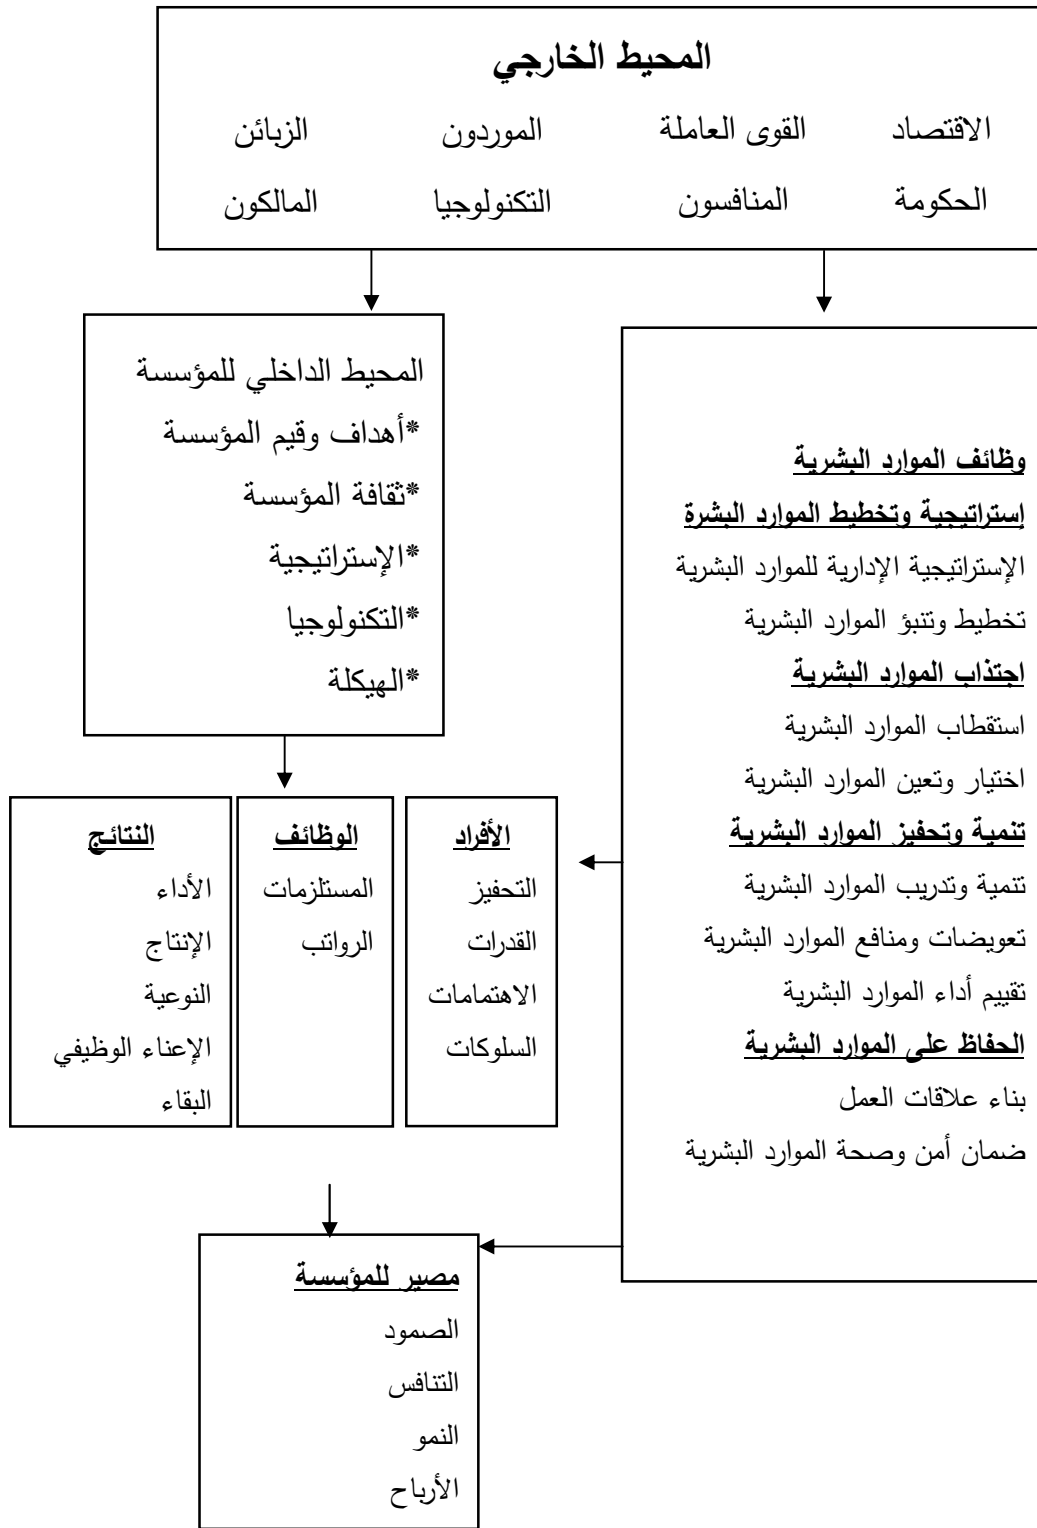 المحيط الخارجي
الاقتصاد القوى العاملة الموردون الزبائن
الحكومة المنافسون التكنولوجيا المالكون
وظائف الموارد البشرية
إستراتيجية وتخطيط الموارد البشرة
الإستراتيجية الإدارية للموارد البشرية
تخطيط وتنبؤ الموارد البشرية
اجتذاب الموارد البشرية
استقطاب الموارد البشرية
اختيار وتعين الموارد البشرية
تنمية وتحفيز الموارد البشرية
تنمية وتدريب الموارد البشرية
تعويضات ومنافع الموارد البشرية
تقييم أداء الموارد البشرية
الحفاظ على الموارد البشرية
بناء علاقات العمل
ضمان أمن وصحة الموارد البشرية
المحيط الداخلي للمؤسسة
*أهداف وقيم المؤسسة
*ثقافة المؤسسة
*الإستراتيجية
*التكنولوجيا
*الهيكلة
الأفراد
التحفيز
القدرات
الاهتمامات
السلوكات
الوظائف
المستلزمات
الرواتب
النتائج
الأداء
الإنتاج
النوعية
الإعناء الوظيفي
البقاء
مصير للمؤسسة
الصمود
التنافس
النمو
الأرباح